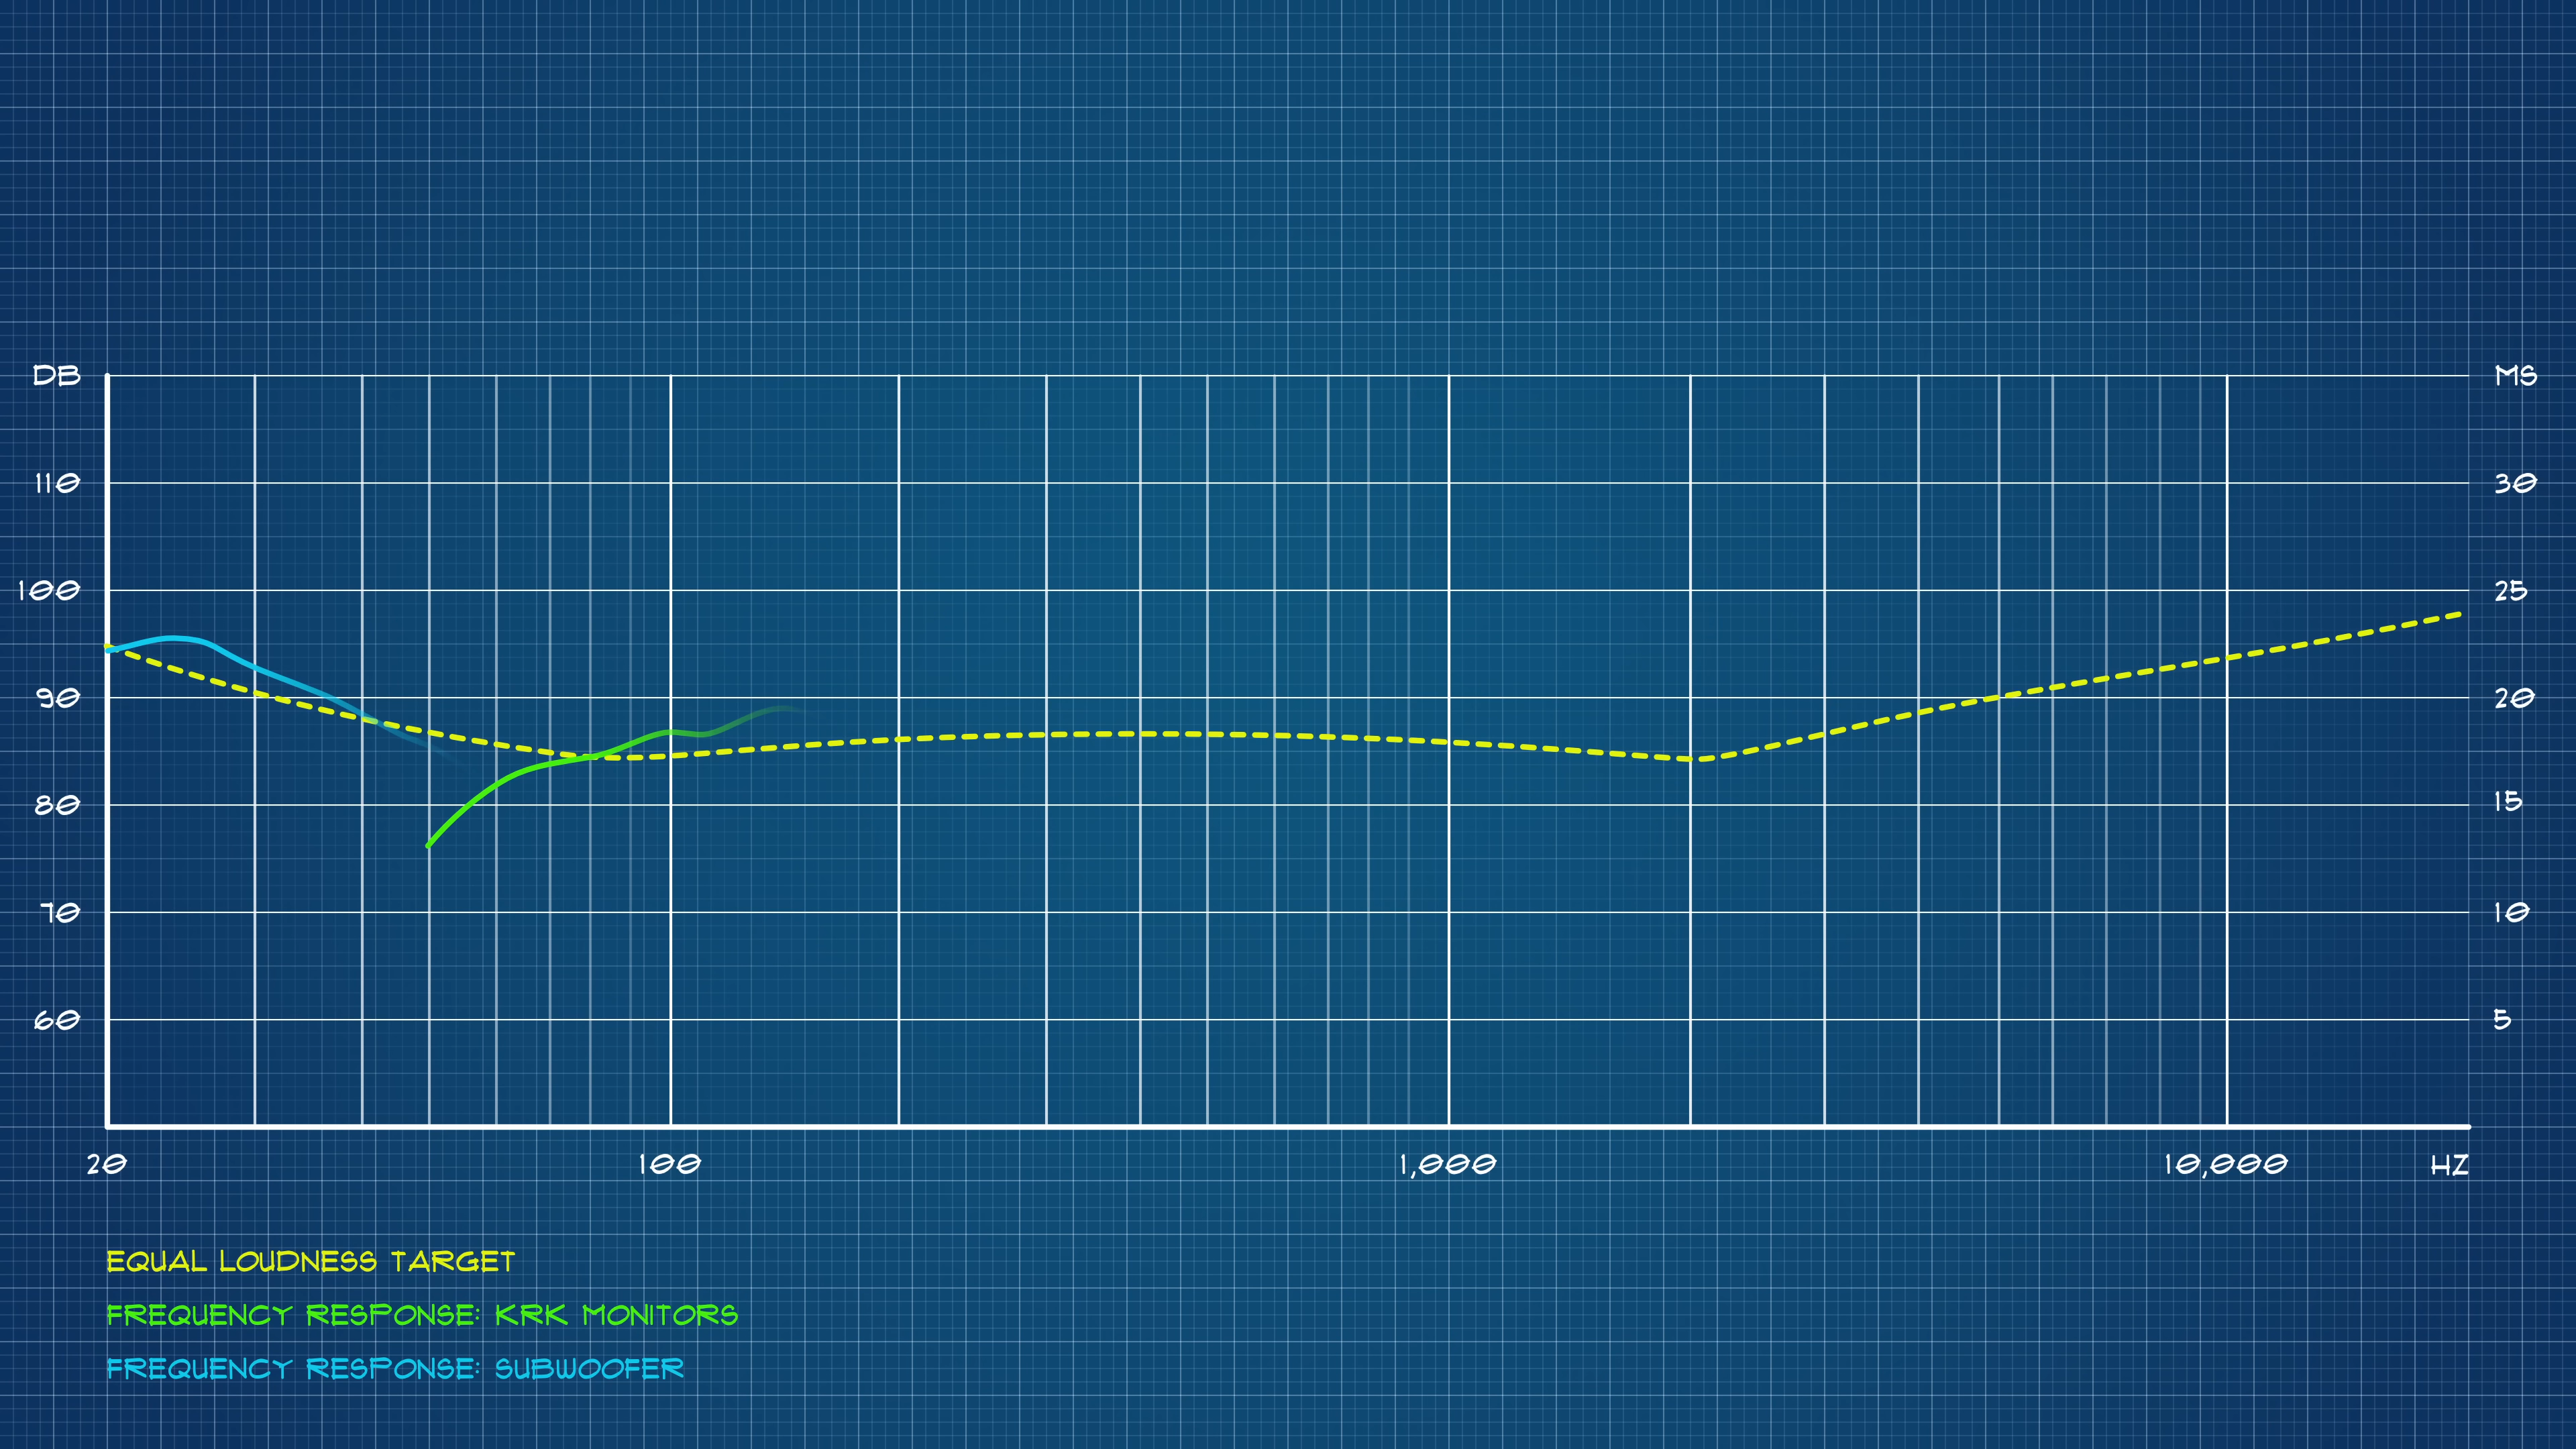 DB MS
110 30
100 25
90 20
80 15
70 10
60 5
20 100 1,000 10,000 HZ
EQUAL LOUDNESS TARGET
FREQUENCY RESPONSE: KRK MONITORS
FREQUENCY RESPONSE: SUBWOOFER